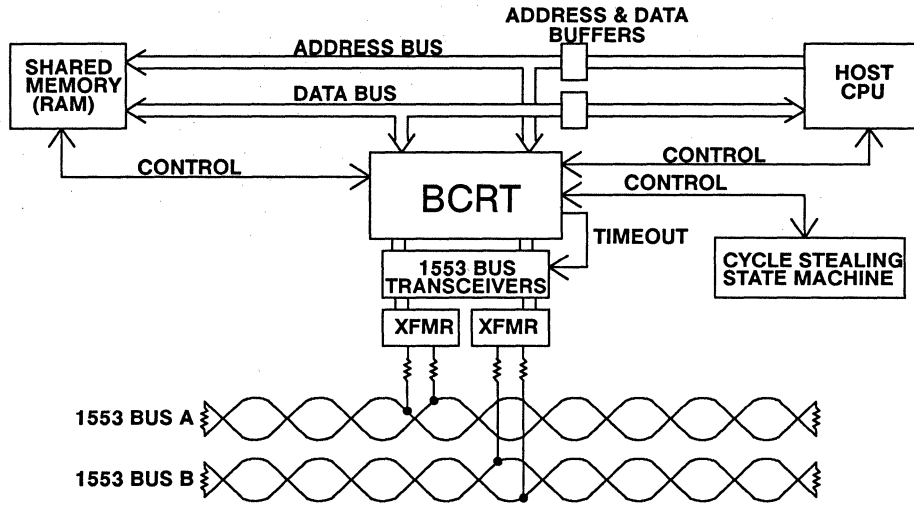 ADDRESS & DATA
BUFFERS
ADDRESS BUS
SHARED
MEMORY
(RAM)
HOST
CPU
DATA BUS
CONTROL
CONTROL
CONTROL
BCRT
TIMEOUT
CYCLE STEALING
STATE MACHINE
1553 BUS
TRANSCEIVERS
XFMR
XFMR
1553 BUS A
1553 BUS B